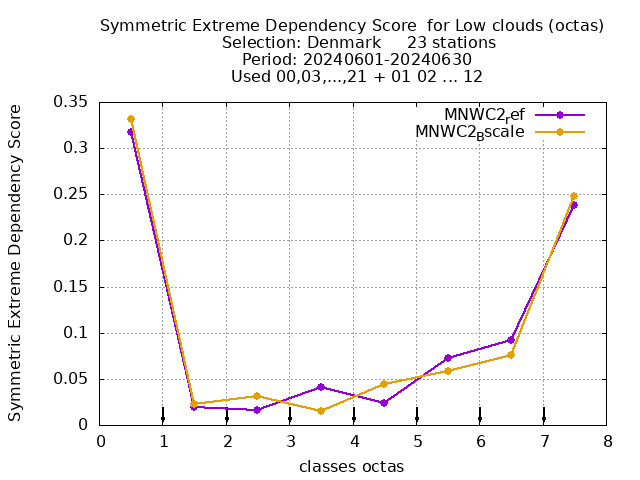 Symmetric Extreme Dependency Score  for Low clouds (octas)
Selection: Denmark     23 stations
Period: 20240601-20240630
Used 00,03,...,21 + 01 02 ... 12
Symmetric Extreme Dependency Score
0.35
0.3
0.25
0.2
0.15
0.1
0.05
0
MNWC2ref
MNWC2Bscale
0 1 2 3 4 5 6 7 8
classes octas